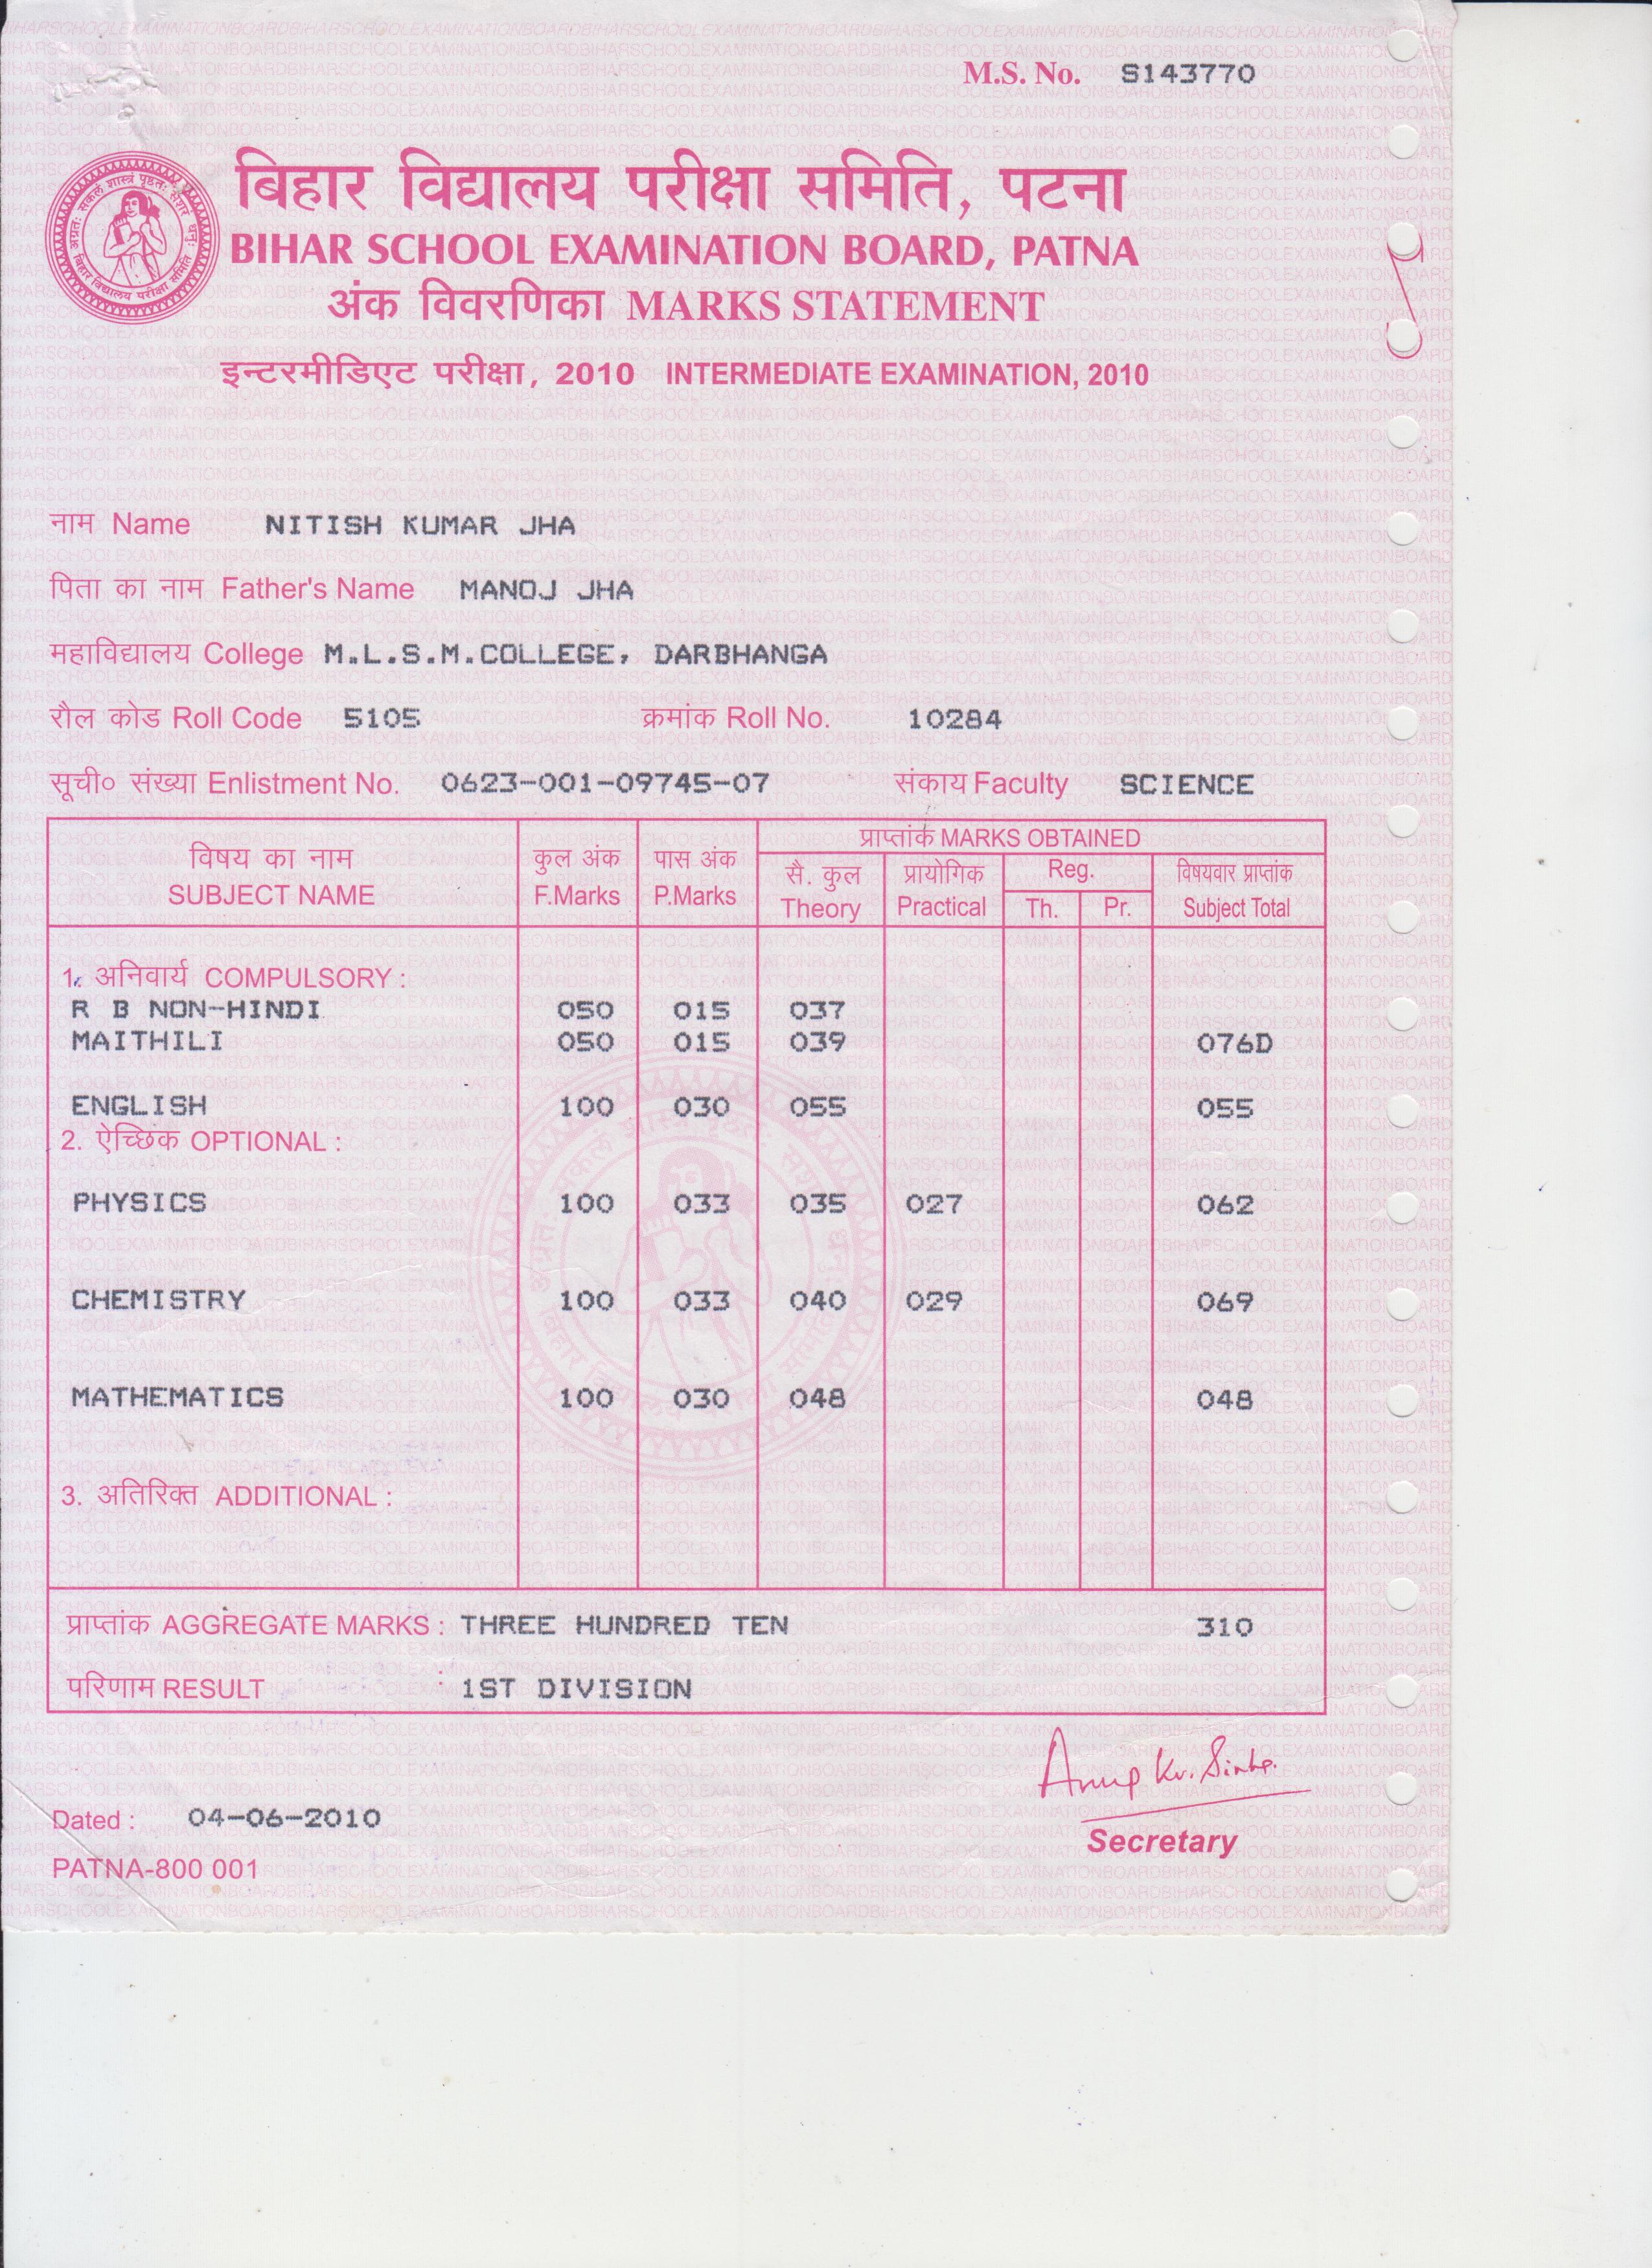 M.S. No. S143770
बिहार विद्यालय परीक्षा समिति, पटना
BIHAR SCHOOL EXAMINATION BOARD, PATNA
अंक विवरणिका MARKS STATEMENT
इन्टरमीडिएट परीक्षा, 2010 INTERMEDIATE EXAMINATION, 2010
नाम Name NITISH KUMAR JHA
पिता का नाम Father's Name MANOJ JHA
महाविद्यालय College M.L.S.M.COLLEGE, DARBHANGA
रौल कोड Roll Code 5105 क्रमांक Roll No. 10284
सूची० संख्या Enlistment No. 0623-001-09745-07 संकाय Faculty SCIENCE
विषय का नाम कुल अंक पास अंक प्राप्तांक MARKS OBTAINED
SUBJECT NAME F.Marks P.Marks सै. कुल प्रायोगिक Reg. विषयवार प्राप्तांक
Theory Practical Th. Pr. Subject Total
1. अनिवार्य COMPULSORY :
R B NON-HINDI 050 015 037
MAITHILI 050 015 039 076D
ENGLISH 100 030 055 055
2. ऐच्छिक OPTIONAL :
PHYSICS 100 033 035 027 062
CHEMISTRY 100 033 040 029 069
MATHEMATICS 100 030 048 048
3. अतिरिक्त ADDITIONAL :
प्राप्तांक AGGREGATE MARKS : THREE HUNDRED TEN 310
परिणाम RESULT : 1ST DIVISION
Anup Kr. Sinha.
Dated : 04-06-2010
Secretary
PATNA-800 001